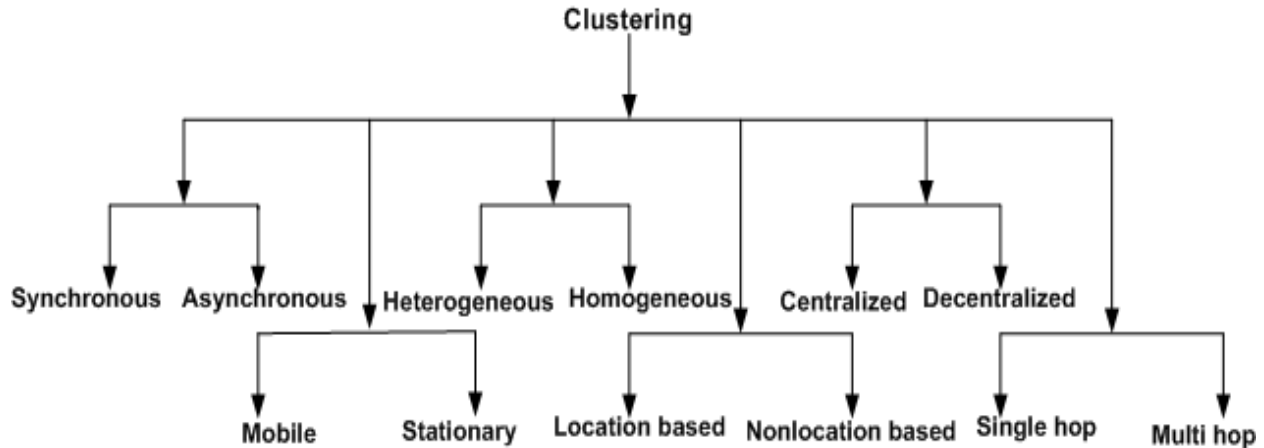 Clustering
Synchronous Asynchronous Heterogeneous Homogeneous Centralized Decentralized
Mobile Stationary Location based Nonlocation based Single hop Multi hop